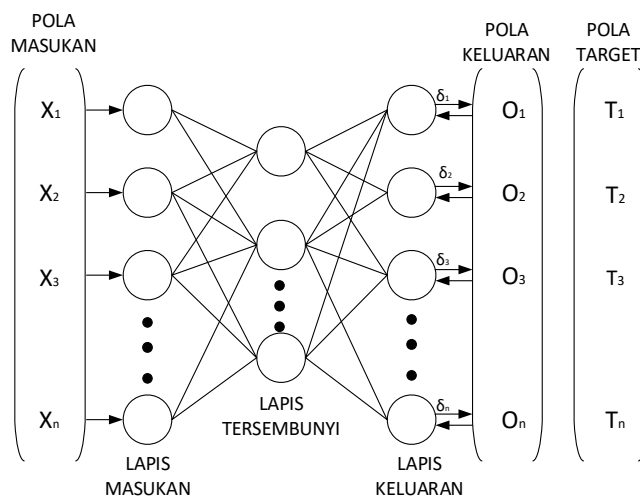 POLA
MASUKAN
POLA
KELUARAN
POLA
TARGET
X₁
δ₁
O₁
T₁
X₂
δ₂
O₂
T₂
X₃
δ₃
O₃
T₃
Xₙ
δₙ
Oₙ
Tₙ
LAPIS
TERSEMBUNYI
LAPIS
MASUKAN
LAPIS
KELUARAN